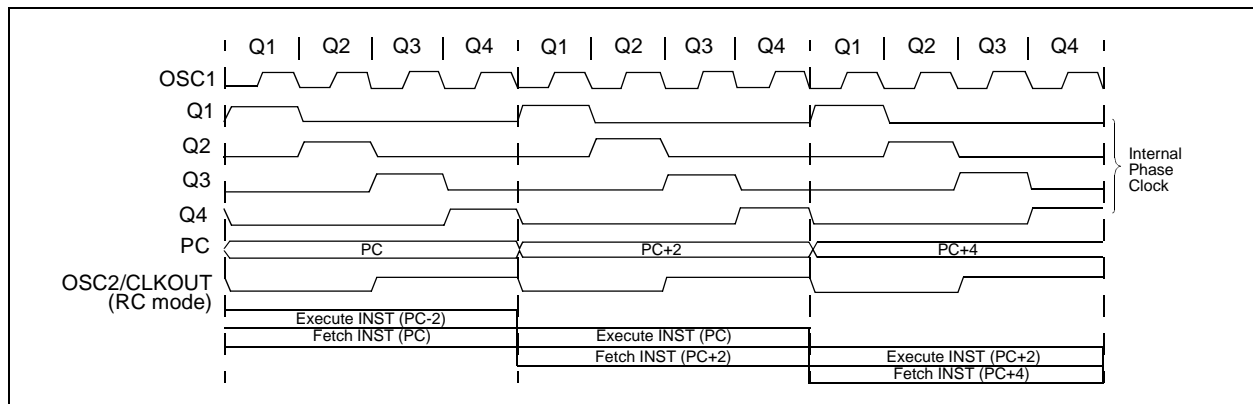 Q1 Q2 Q3 Q4 Q1 Q2 Q3 Q4 Q1 Q2 Q3 Q4
OSC1
Q1
Q2
Q3
Q4
Internal
Phase
Clock
PC PC PC+2 PC+4
OSC2/CLKOUT
(RC mode)
Execute INST (PC-2)
Fetch INST (PC) Execute INST (PC)
Fetch INST (PC+2) Execute INST (PC+2)
Fetch INST (PC+4)